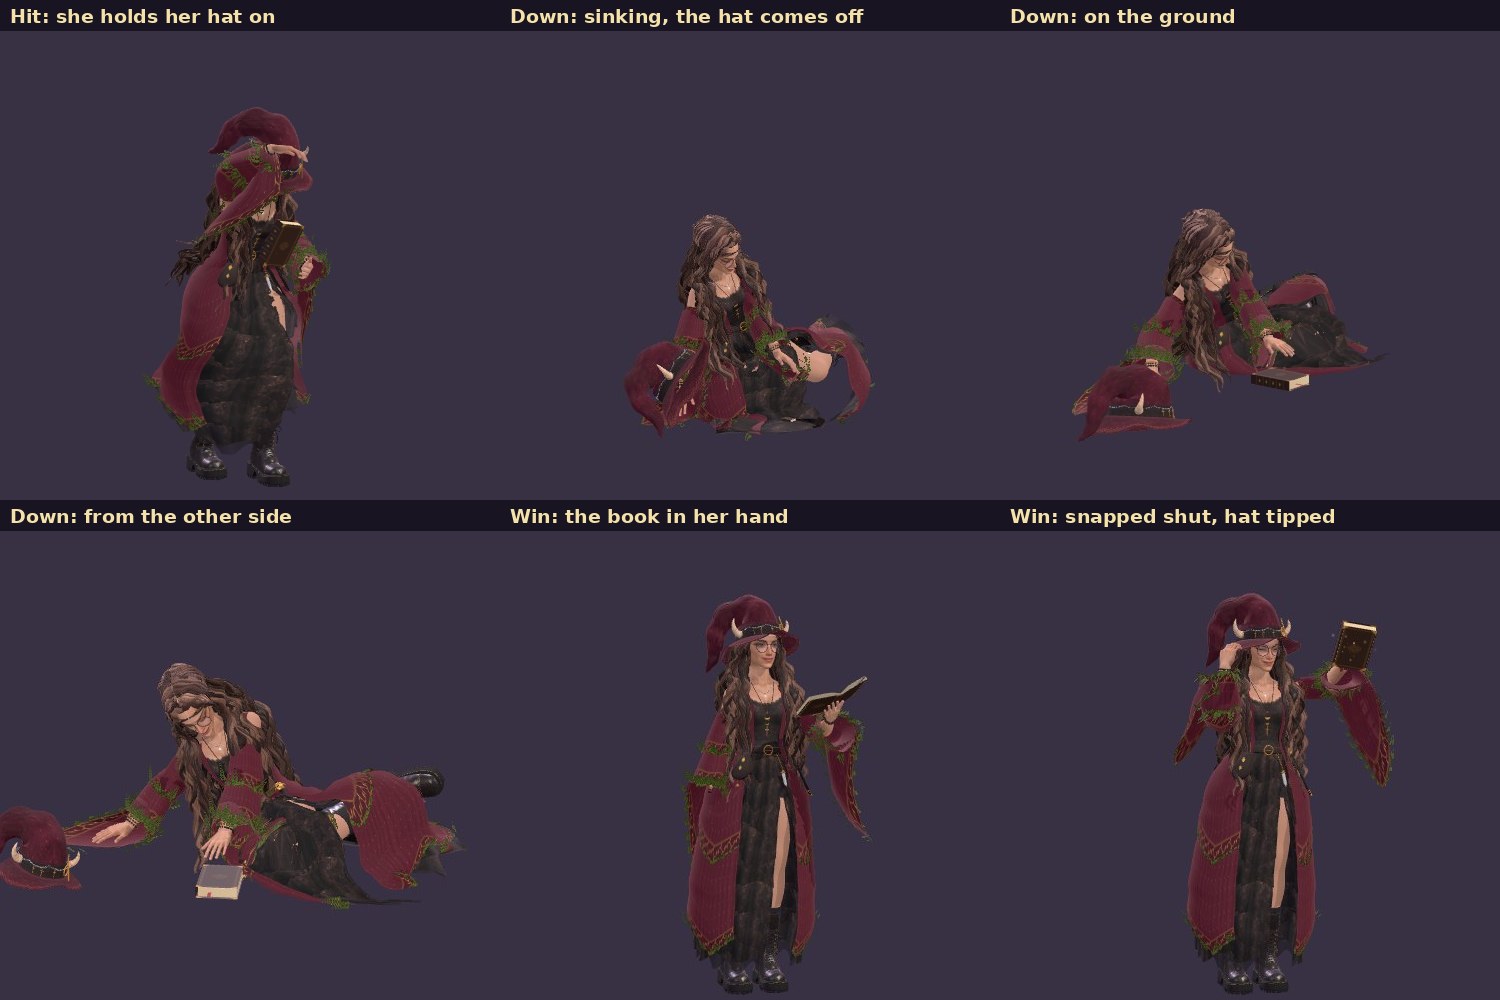 Hit: she holds her hat on
Down: sinking, the hat comes off
Down: on the ground
Down: from the other side
Win: the book in her hand
Win: snapped shut, hat tipped